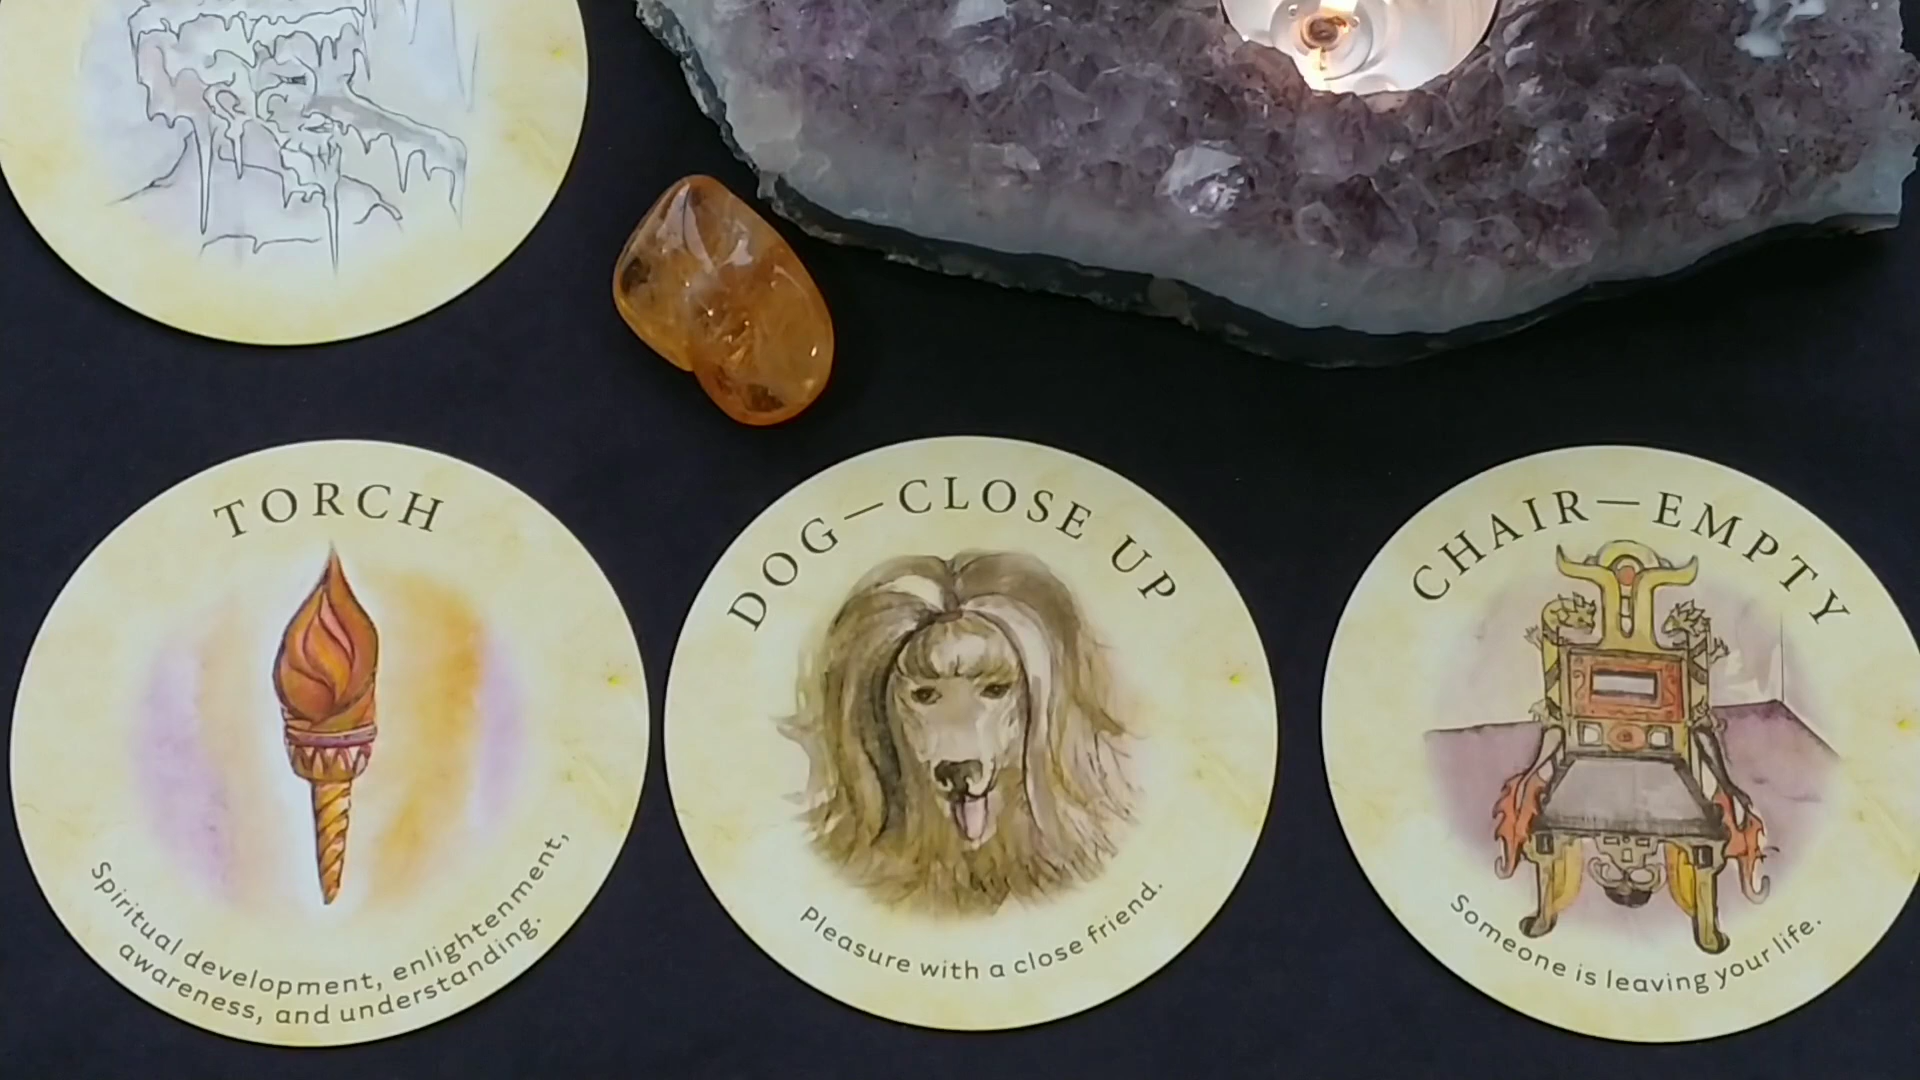 TORCH
Spiritual development, enlightenment,
awareness, and understanding.
DOG—CLOSE UP
Pleasure with a close friend.
CHAIR—EMPTY
Someone is leaving your life.